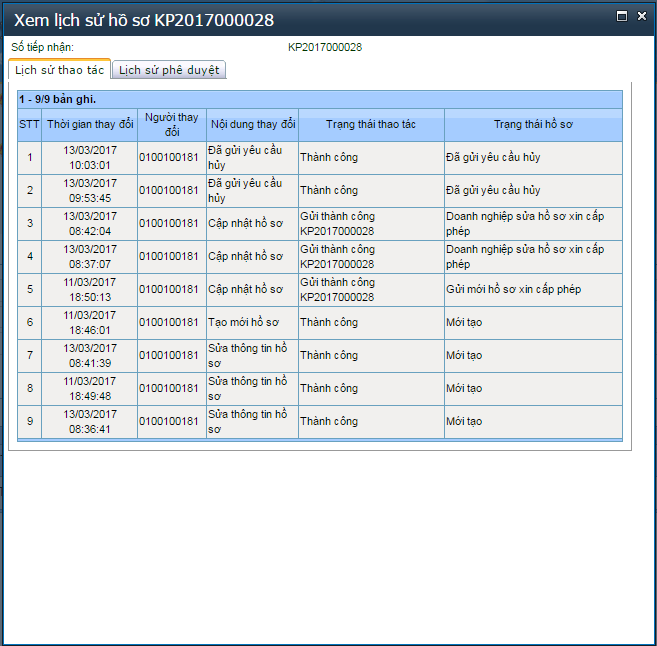 Xem lịch sử hồ sơ KP2017000028
Số tiếp nhận: KP2017000028
Lịch sử thao tác Lịch sử phê duyệt
1 - 9/9 bản ghi.
STT Thời gian thay đổi Người thay đổi Nội dung thay đổi Trạng thái thao tác Trạng thái hồ sơ
1 13/03/2017 10:03:01 0100100181 Đã gửi yêu cầu hủy Thành công Đã gửi yêu cầu hủy
2 13/03/2017 09:53:45 0100100181 Đã gửi yêu cầu hủy Thành công Đã gửi yêu cầu hủy
3 13/03/2017 08:42:04 0100100181 Cập nhật hồ sơ Gửi thành công KP2017000028 Doanh nghiệp sửa hồ sơ xin cấp phép
4 13/03/2017 08:37:07 0100100181 Cập nhật hồ sơ Gửi thành công KP2017000028 Doanh nghiệp sửa hồ sơ xin cấp phép
5 11/03/2017 18:50:13 0100100181 Cập nhật hồ sơ Gửi thành công KP2017000028 Gửi mới hồ sơ xin cấp phép
6 11/03/2017 18:46:01 0100100181 Tạo mới hồ sơ Thành công Mới tạo
7 13/03/2017 08:41:39 0100100181 Sửa thông tin hồ sơ Thành công Mới tạo
8 11/03/2017 18:49:48 0100100181 Sửa thông tin hồ sơ Thành công Mới tạo
9 13/03/2017 08:36:41 0100100181 Sửa thông tin hồ sơ Thành công Mới tạo